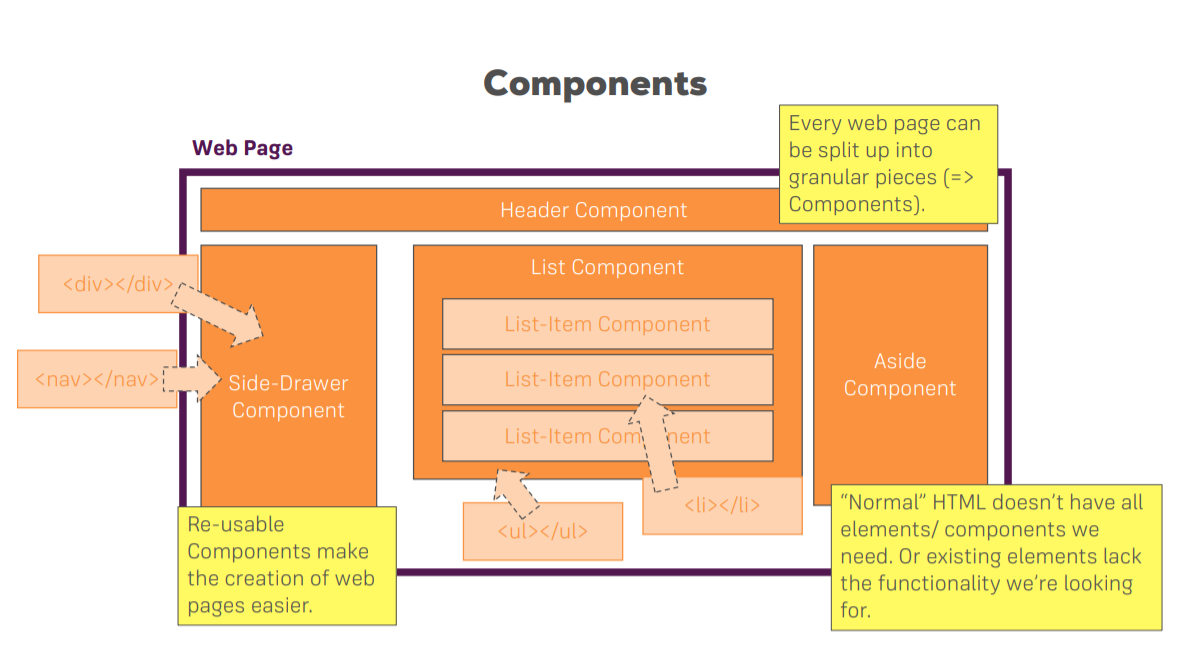 Components
Web Page
Every web page can
be split up into
granular pieces (=>
Components).
Header Component
<div></div>
<nav></nav>
Side-Drawer
Component
List Component
List-Item Component
List-Item Component
List-Item Component
Aside
Component
<ul></ul>
<li></li>
Re-usable
Components make
the creation of web
pages easier.
“Normal” HTML doesn’t have all
elements/ components we
need. Or existing elements lack
the functionality we’re looking
for.